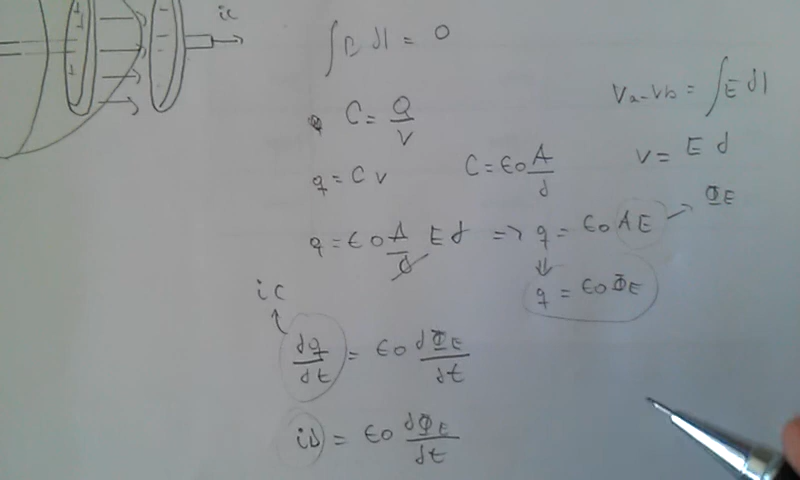 ic
∫B dl = 0
Va-Vb = ∫E dl
C = Q/V
V = E d
q = C V
C = ϵ0 A/d
ΦE
q = ϵ0 A/d E d => q = ϵ0 A E
ic
q = ϵ0 ΦE
dq/dt = ϵ0 dΦE/dt
id = ϵ0 dΦE/dt